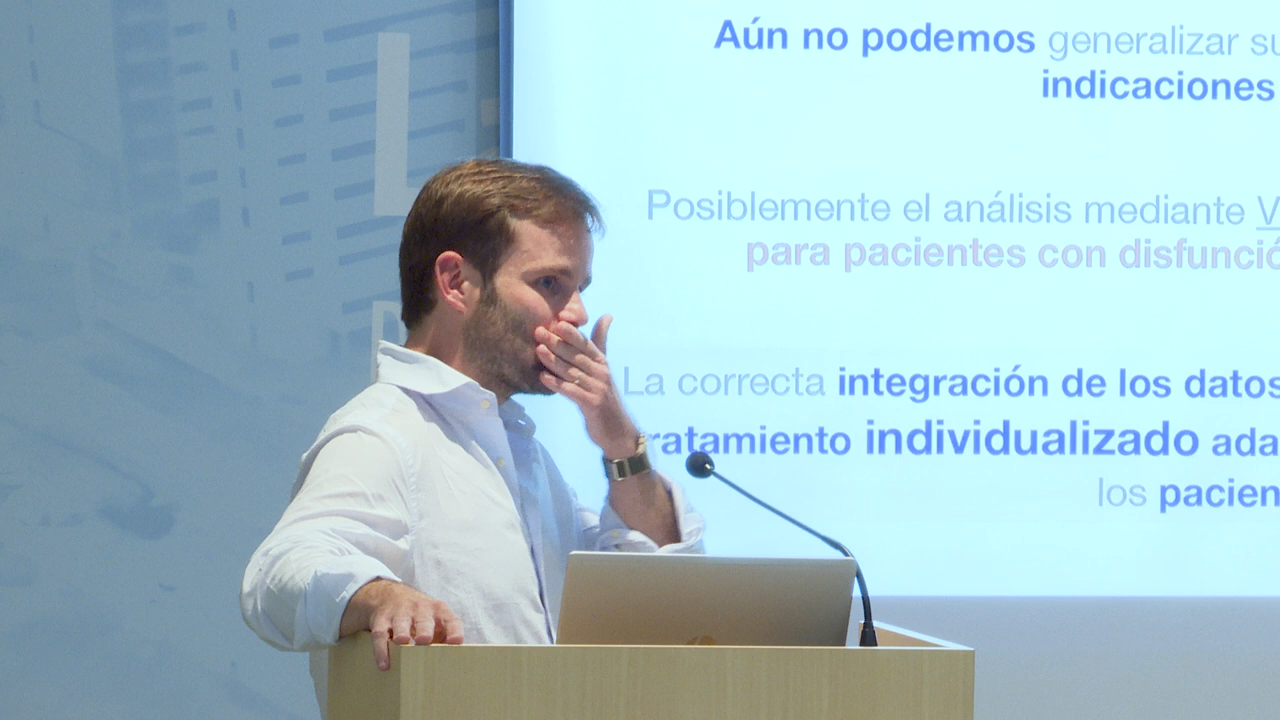 Aún no podemos generalizar su
indicaciones
Posiblemente el análisis mediante V
para pacientes con disfunció
La correcta integración de los datos
ratamiento individualizado ada
los pacien
L